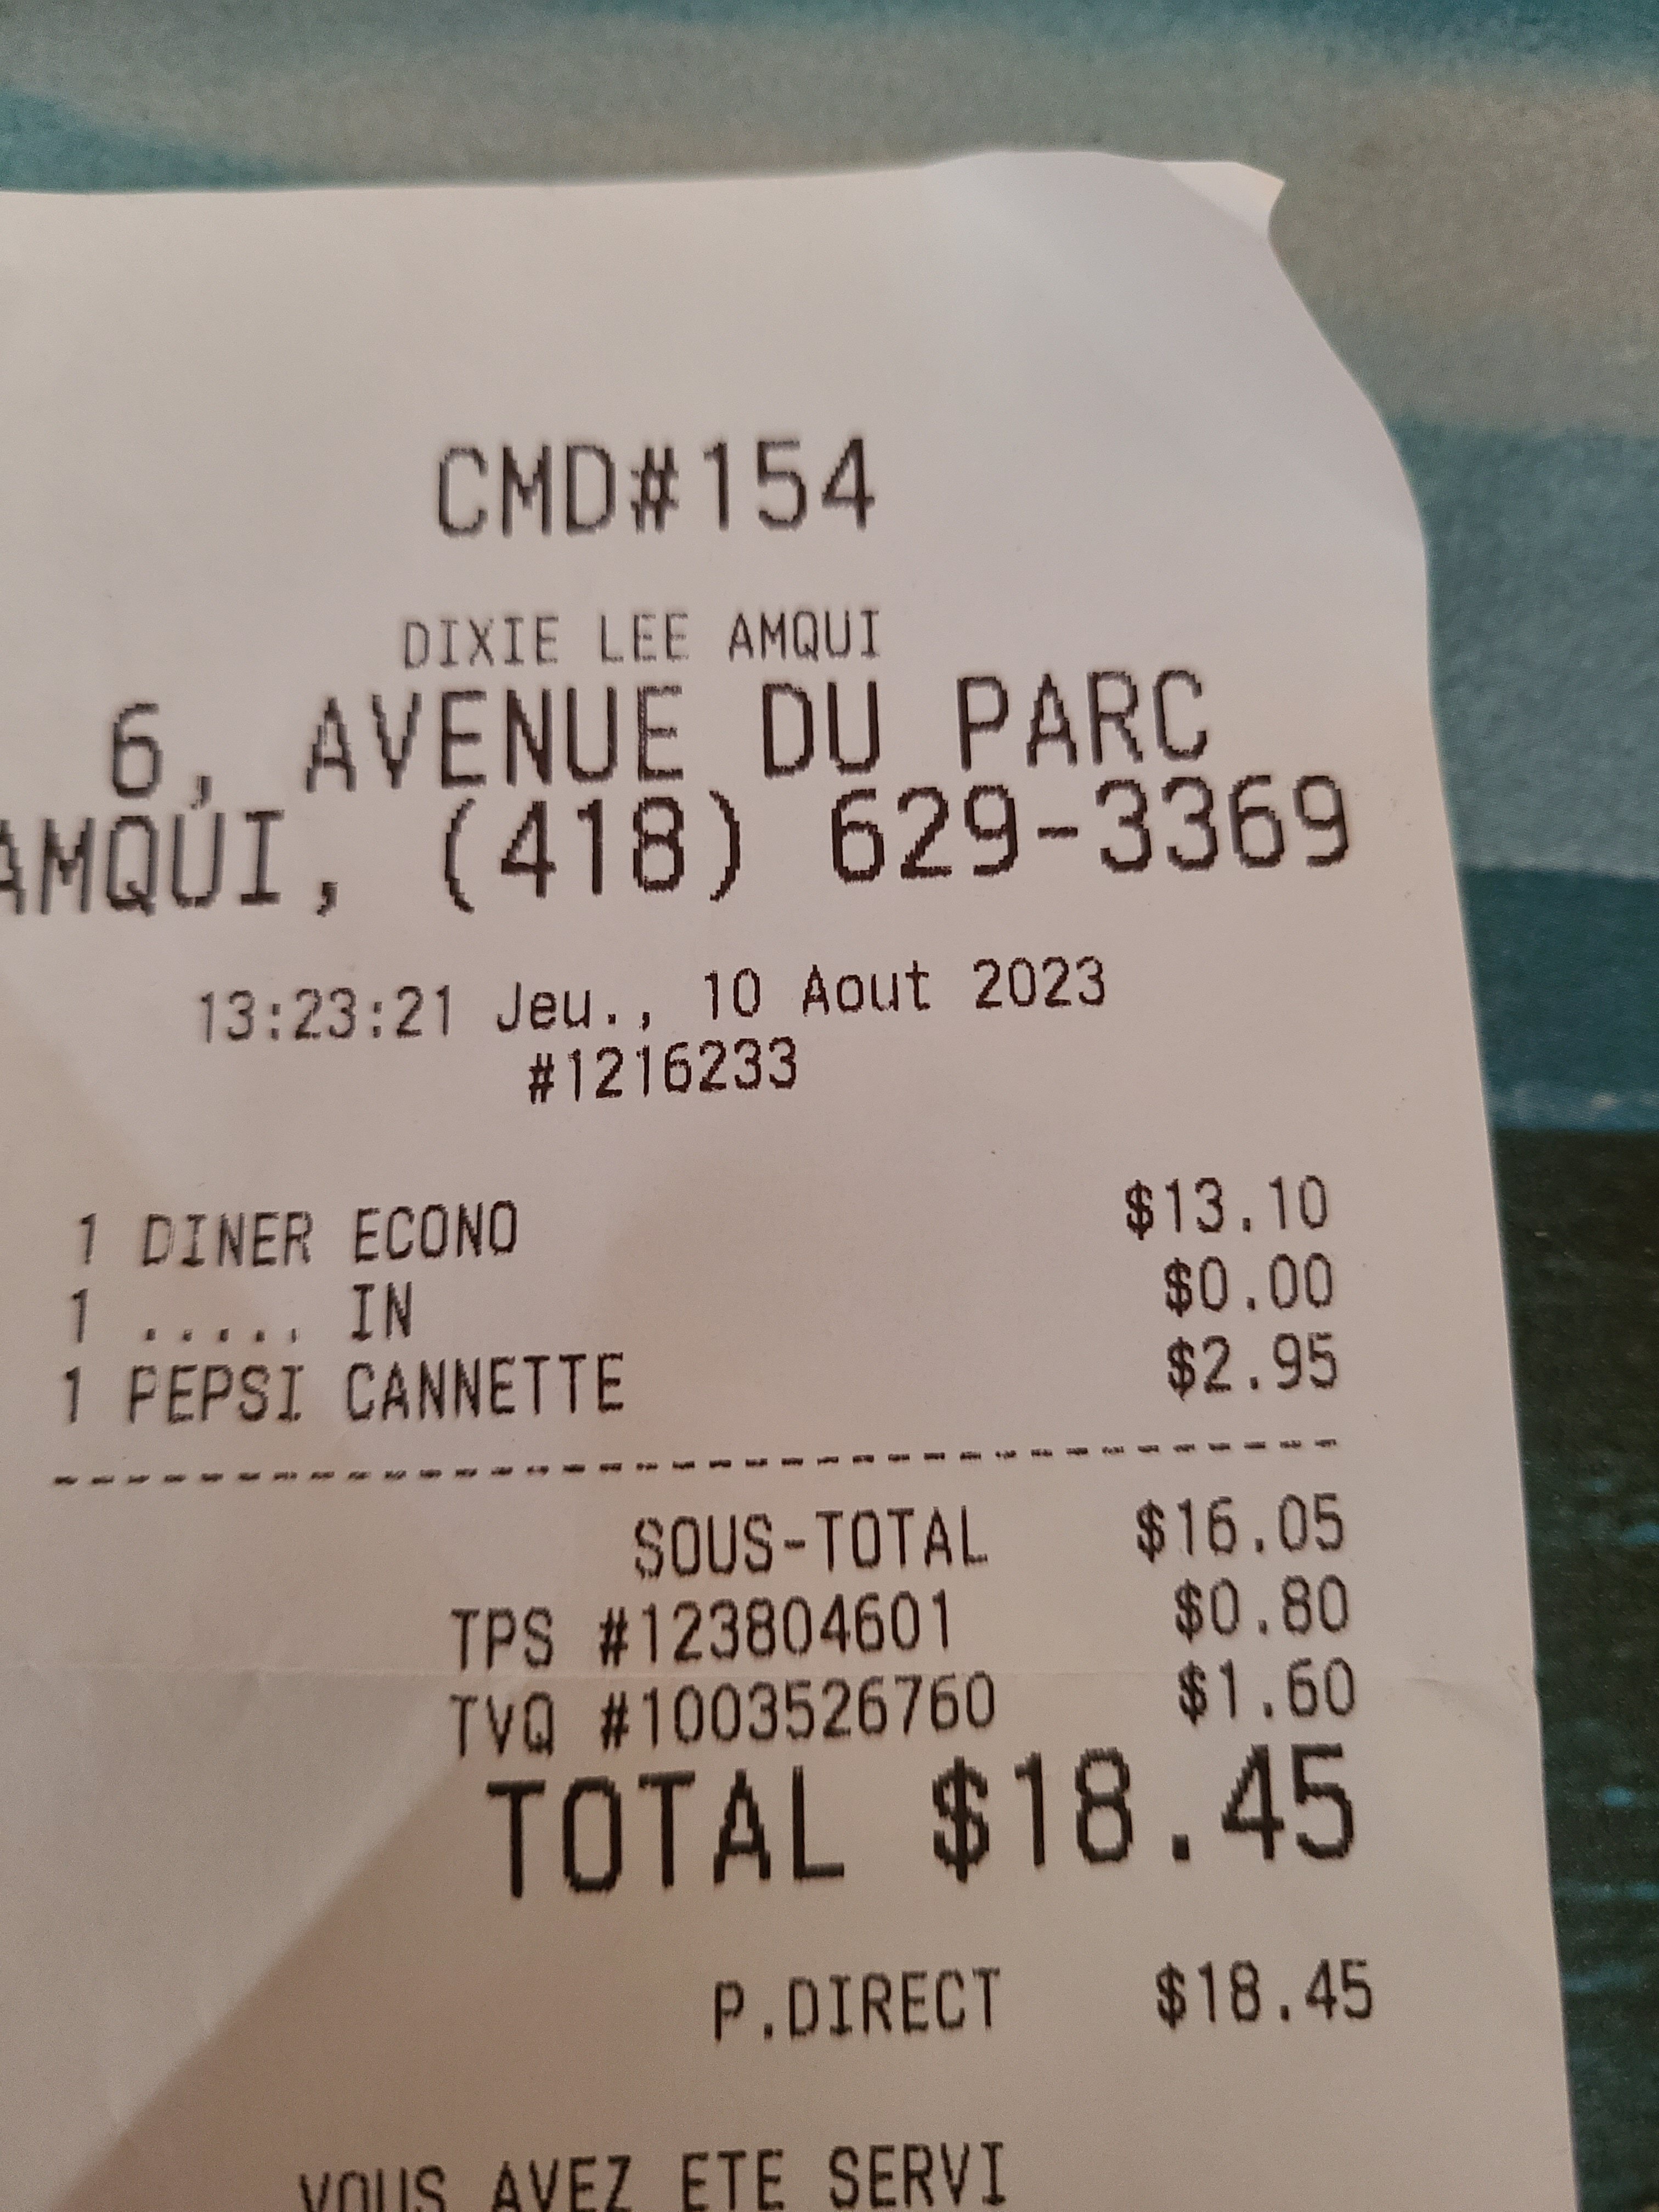 CMD#154
DIXIE LEE AMQUI
6, AVENUE DU PARC
AMQUI, (418) 629-3369
13:23:21 Jeu., 10 Aout 2023
#1216233
1 DINER ECONO $13.10
1 ..... IN $0.00
1 PEPSI CANNETTE $2.95
--------------------------------
SOUS-TOTAL $16.05
TPS #123804601 $0.80
TVQ #1003526760 $1.60
TOTAL $18.45
P.DIRECT $18.45
VOUS AVEZ ETE SERVI